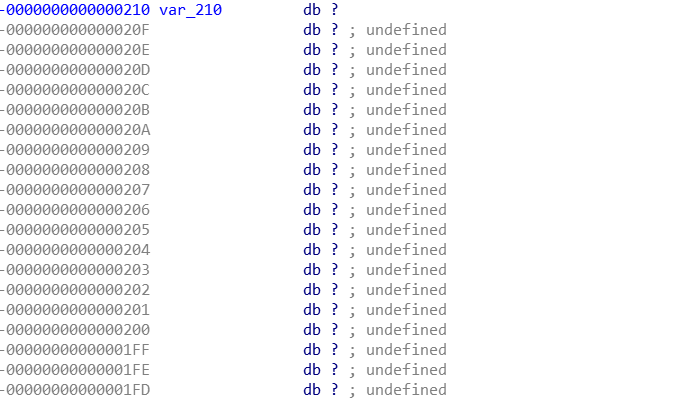 -0000000000000210 var_210 db ?
-000000000000020F db ? ; undefined
-000000000000020E db ? ; undefined
-000000000000020D db ? ; undefined
-000000000000020C db ? ; undefined
-000000000000020B db ? ; undefined
-000000000000020A db ? ; undefined
-0000000000000209 db ? ; undefined
-0000000000000208 db ? ; undefined
-0000000000000207 db ? ; undefined
-0000000000000206 db ? ; undefined
-0000000000000205 db ? ; undefined
-0000000000000204 db ? ; undefined
-0000000000000203 db ? ; undefined
-0000000000000202 db ? ; undefined
-0000000000000201 db ? ; undefined
-0000000000000200 db ? ; undefined
-00000000000001FF db ? ; undefined
-00000000000001FE db ? ; undefined
-00000000000001FD db ? ; undefined